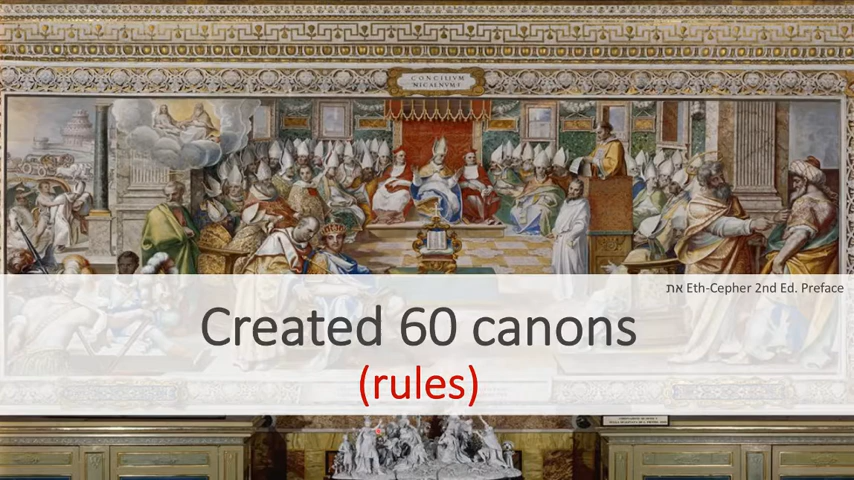 CONCILIVM
NICAENVM I
את Eth-Cepher 2nd Ed. Preface
Created 60 canons
(rules)